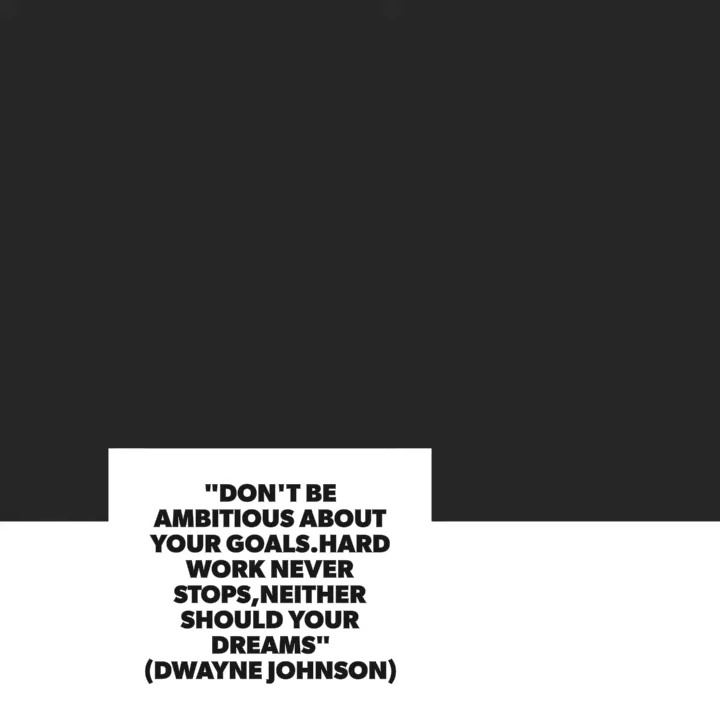 "DON'T BE
AMBITIOUS ABOUT
YOUR GOALS.HARD
WORK NEVER
STOPS,NEITHER
SHOULD YOUR
DREAMS"
(DWAYNE JOHNSON)